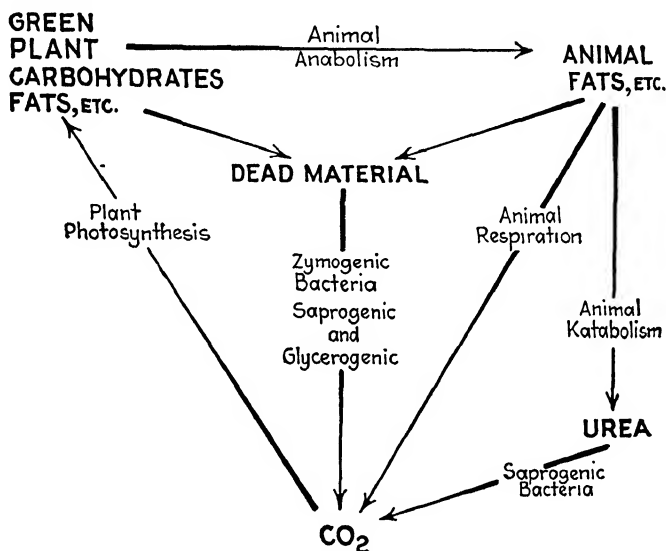 GREEN
PLANT
CARBOHYDRATES
FATS, ETC.
Animal
Anabolism
ANIMAL
FATS, ETC.
DEAD MATERIAL
Plant
Photosynthesis
Zymogenic
Bacteria
Saprogenic
and
Glycerogenic
Animal
Respiration
Animal
Katabolism
UREA
Saprogenic
Bacteria
CO₂